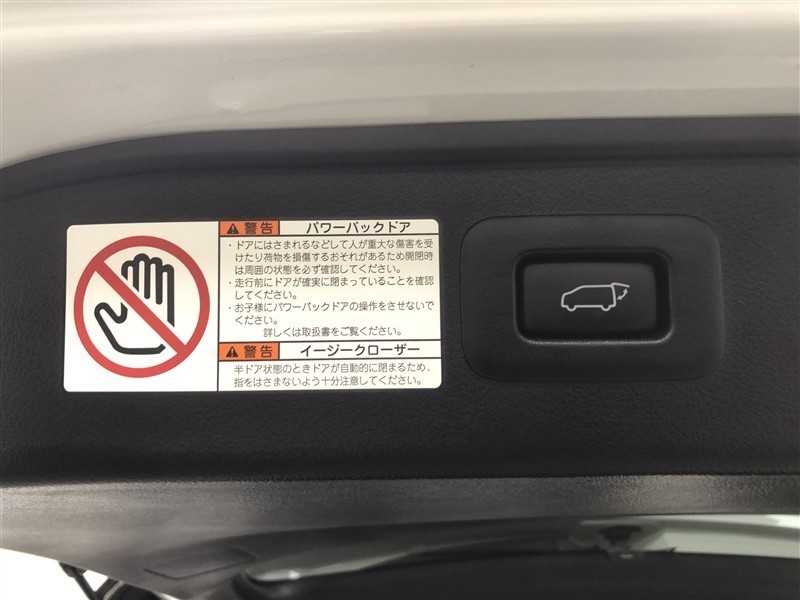 ⚠警告 パワーバックドア
・ドアにはさまれるなどして人が重大な傷害を受
けたり荷物を損傷するおそれがあるため開閉時
は周囲の状態を必ず確認してください。
・走行前にドアが確実に閉まっていることを確認
してください。
・お子様にパワーバックドアの操作をさせないで
ください。
詳しくは取扱書をご覧ください。
⚠警告 イージークローザー
半ドア状態のときドアが自動的に閉まるため、
指をはさまないよう十分注意してください。